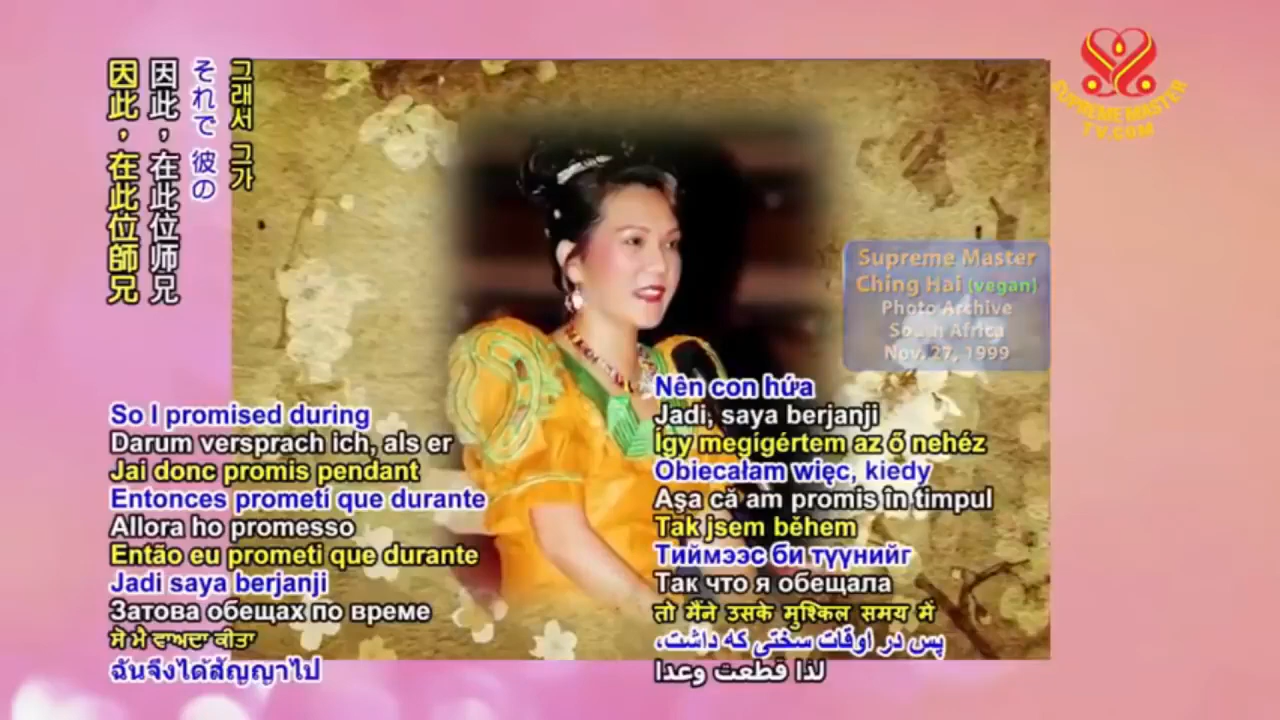 그래서 그가
それで 彼の
因此，在此位师兄
因此，在此位師兄
SUPREME MASTER
TV.COM
Supreme Master
Ching Hai (vegan)
Photo Archive
South Africa
Nov. 27, 1999
So I promised during
Darum versprach ich, als er
Jai donc promis pendant
Entonces prometí que durante
Allora ho promesso
Então eu prometi que durante
Jadi saya berjanji
Затова обещах по време
ਸੋ ਮੈ ਵਾਅਦਾ ਕੀਤਾ
ฉันจึงได้สัญญาไป
Nên con hứa
Jadi, saya berjanji
Így megígértem az ő nehéz
Obiecałam więc, kiedy
Aşa că am promis în timpul
Tak jsem během
Тиймээс би түүнийг
Так что я обещала
तो मैंने उसके मुश्किल समय में
پس در اوقات سختی که داشت،
لذا قطعت وعدا